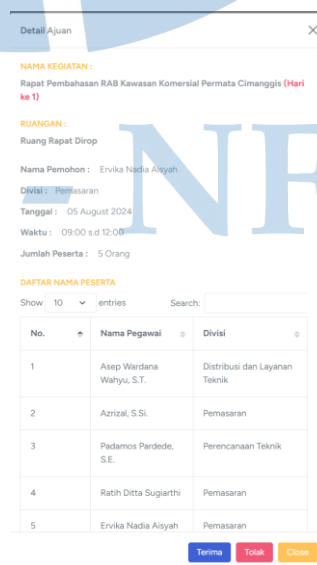 Detail Ajuan
NAMA KEGIATAN :
Rapat Pembahasan RAB Kawasan Komersial Permata Cimanggis (Hari
ke 1)
RUANGAN :
Ruang Rapat Dirop
Nama Pemohon : Ervika Nadia Aisyah
Divisi : Pemasaran
Tanggal : 05 August 2024
Waktu : 09:00 s.d 12:00
Jumlah Peserta : 5 Orang
DAFTAR NAMA PESERTA
Show 10 entries Search:
No. Nama Pegawai Divisi
1 Asep Wardana Distribusi dan Layanan
Wahyu, S.T. Teknik
2 Azrizal, S.Si. Pemasaran
3 Padamos Pardede, Perencanaan Teknik
S.E.
4 Ratih Ditta Sugiarthi Pemasaran
5 Ervika Nadia Aisyah Pemasaran
Terima Tolak Close
- NF